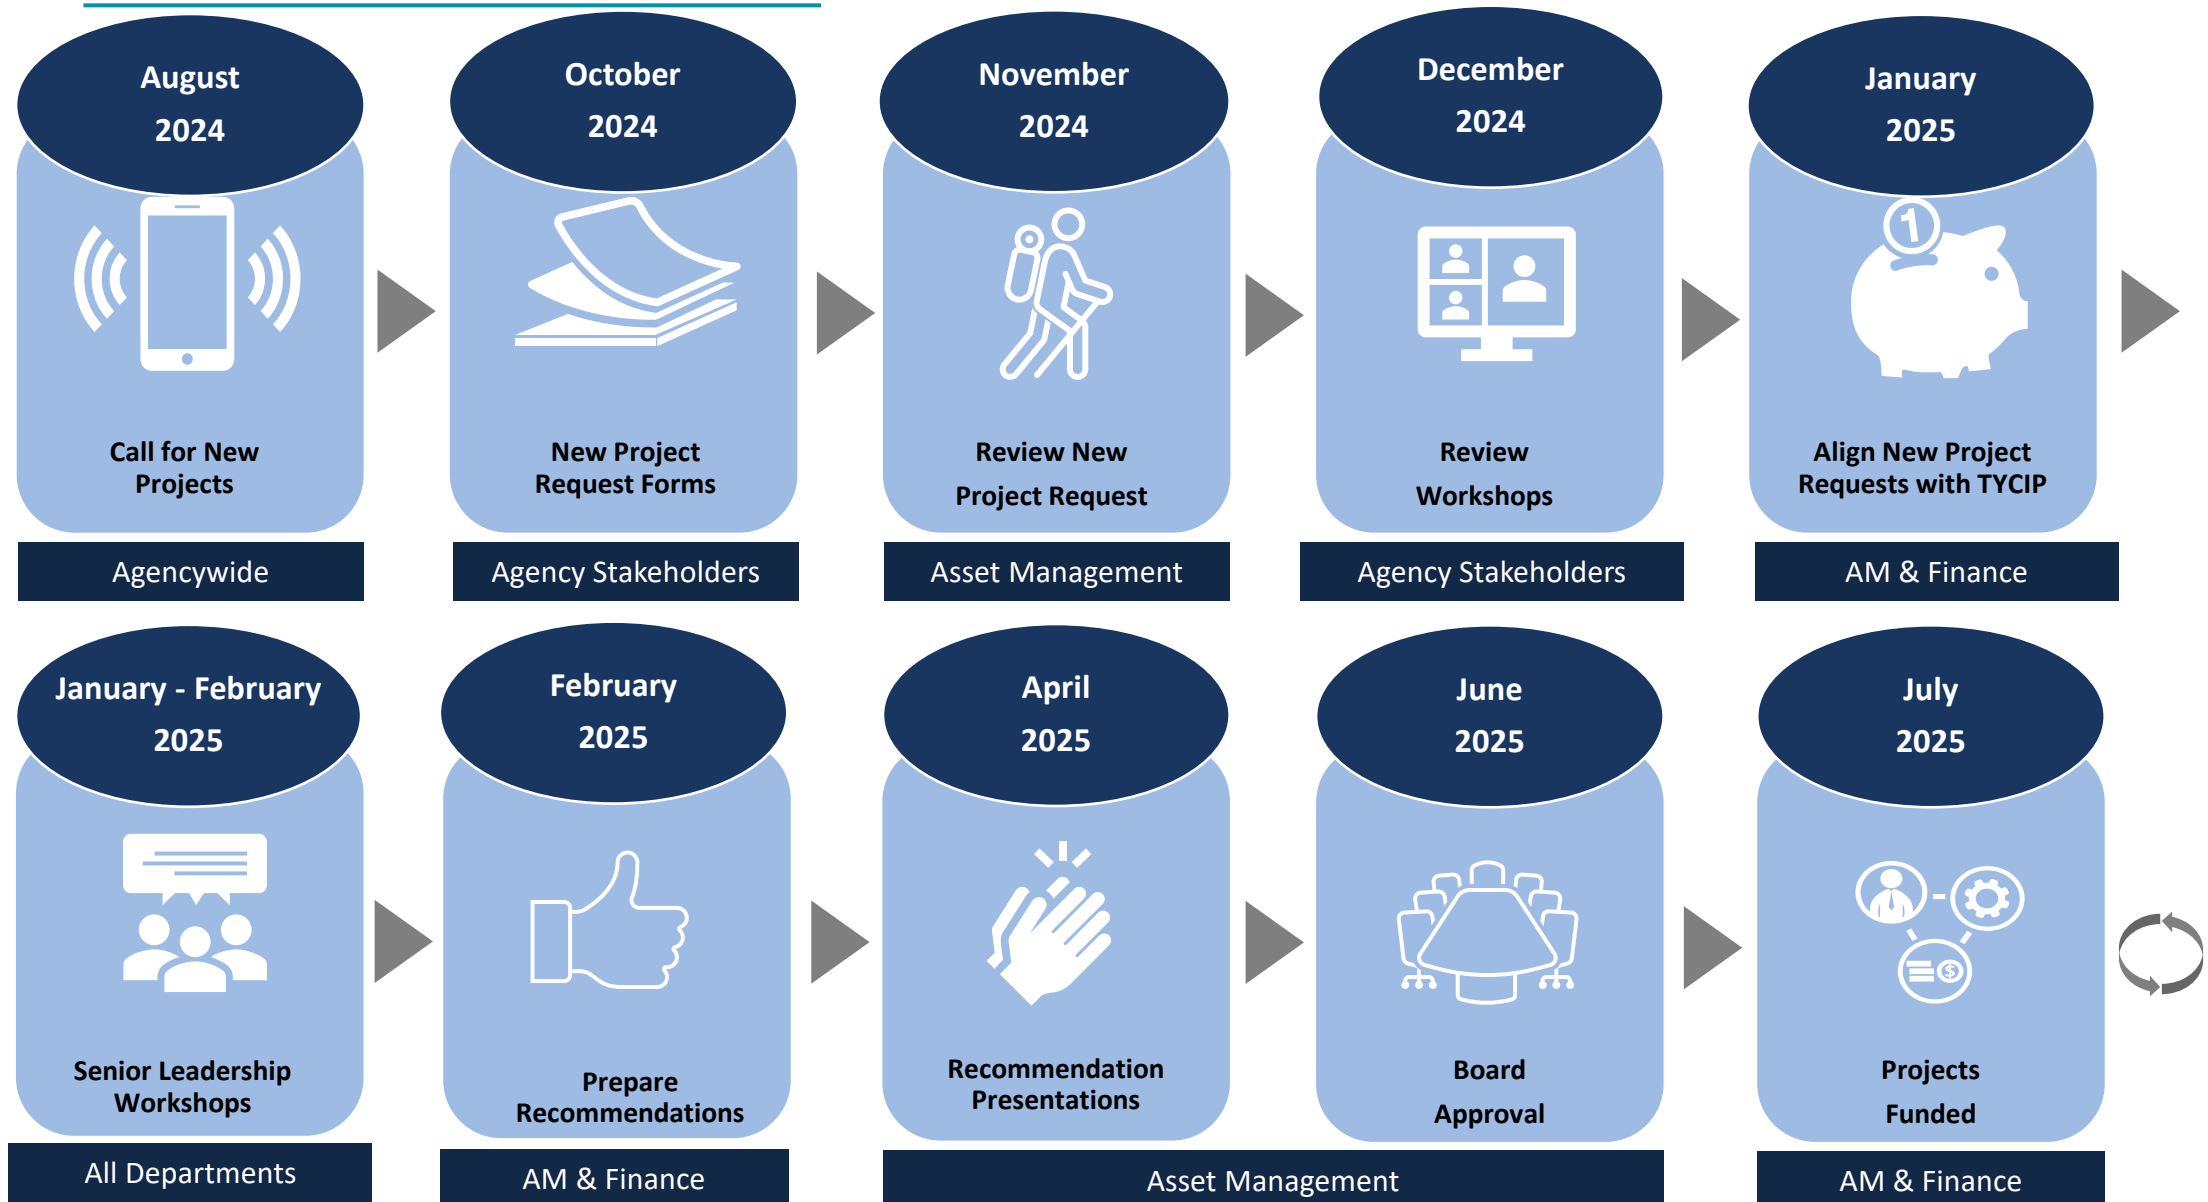 August
2024
Call for New
Projects
Agencywide
October
2024
New Project
Request Forms
Agency Stakeholders
November
2024
Review New
Project Request
Asset Management
December
2024
Review
Workshops
Agency Stakeholders
January
2025
1
Align New Project
Requests with TYCIP
AM & Finance
January - February
2025
Senior Leadership
Workshops
All Departments
February
2025
Prepare
Recommendations
AM & Finance
April
2025
Recommendation
Presentations
June
2025
Board
Approval
Asset Management
July
2025
$
Projects
Funded
AM & Finance